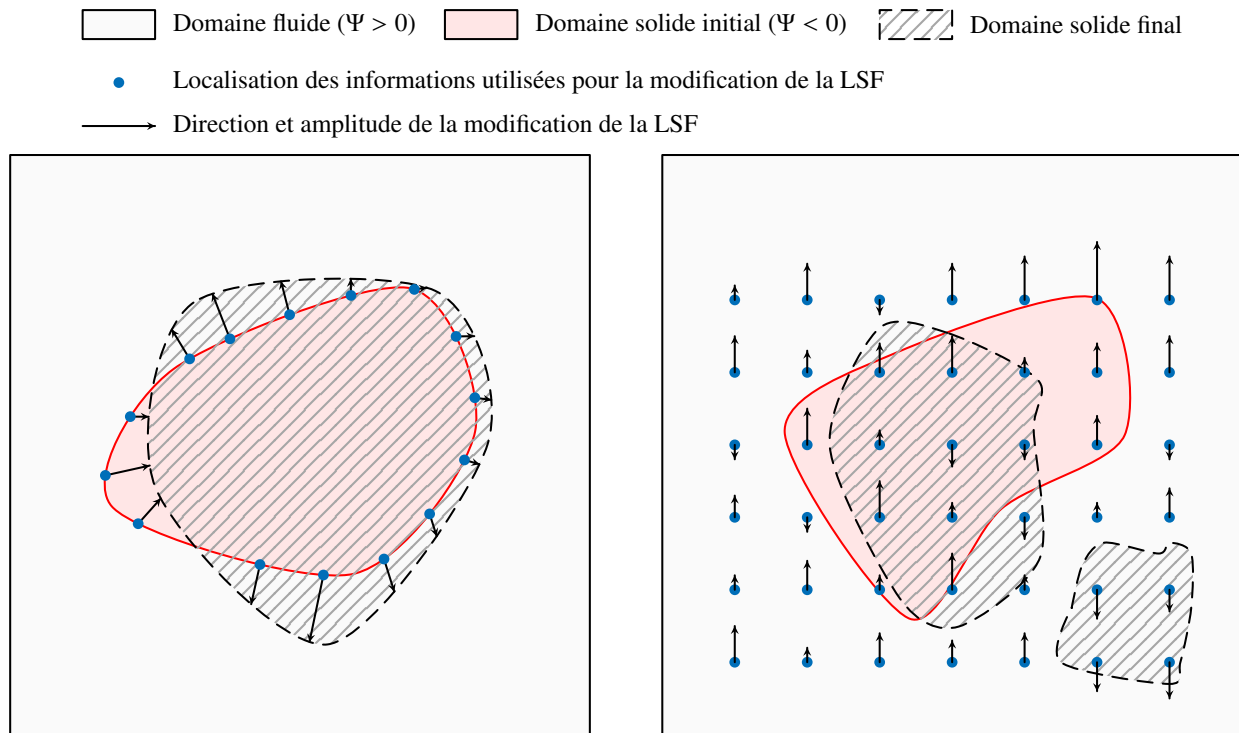 Domaine fluide (Ψ > 0) Domaine solide initial (Ψ < 0) Domaine solide final
Localisation des informations utilisées pour la modification de la LSF
Direction et amplitude de la modification de la LSF